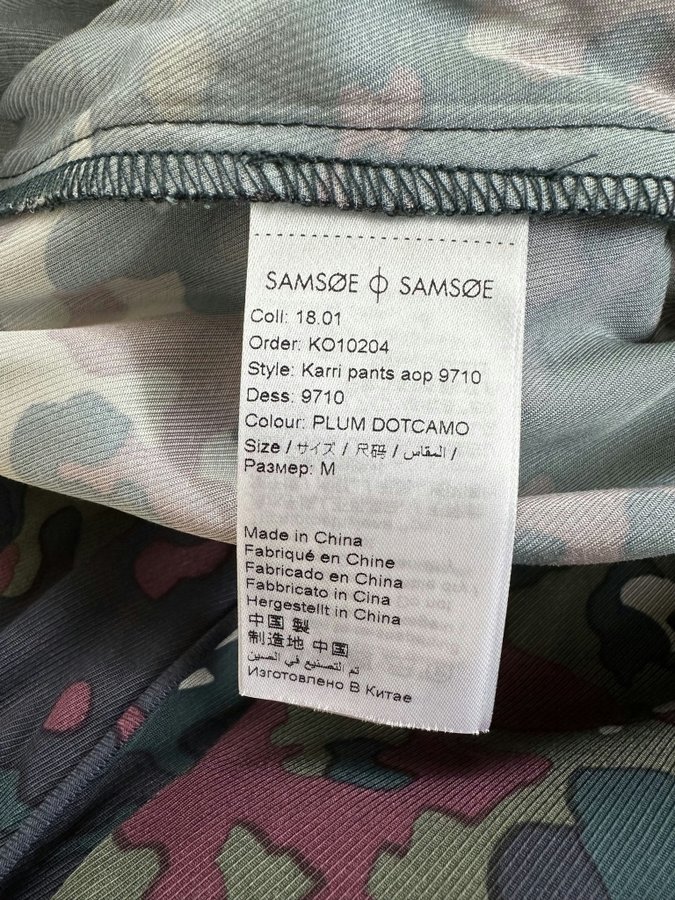 SAMSØE ϕ SAMSØE
Coll: 18.01
Order: KO10204
Style: Karri pants aop 9710
Dess: 9710
Colour: PLUM DOTCAMO
Size / サイズ / 尺码 / المقاس /
Размер: M
Made in China
Fabriqué en Chine
Fabricado en China
Fabbricato in Cina
Hergestellt in China
中国 製
制造地 中国
تم التصنيع في الصين
Изготовлено В Китае